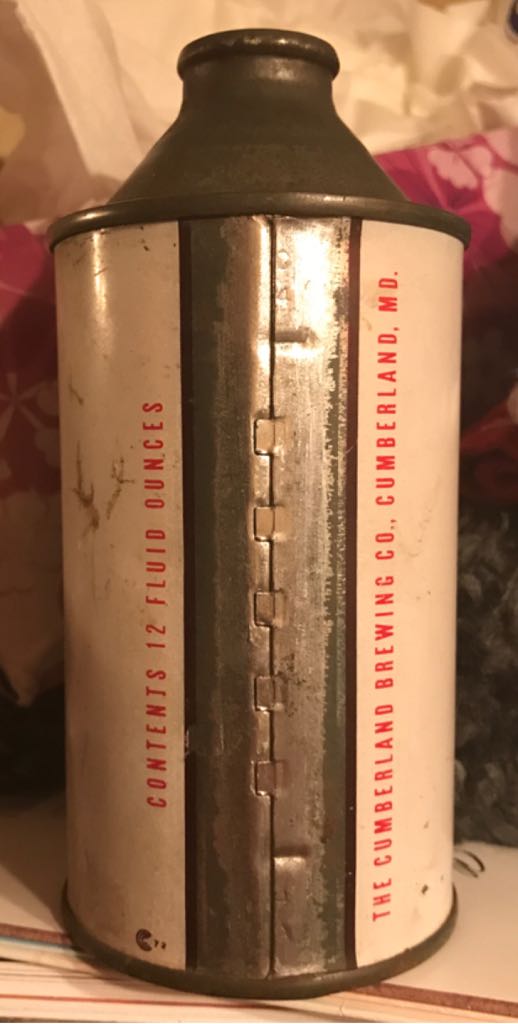 CONTENTS 12 FLUID OUNCES
THE CUMBERLAND BREWING CO., CUMBERLAND, MD.